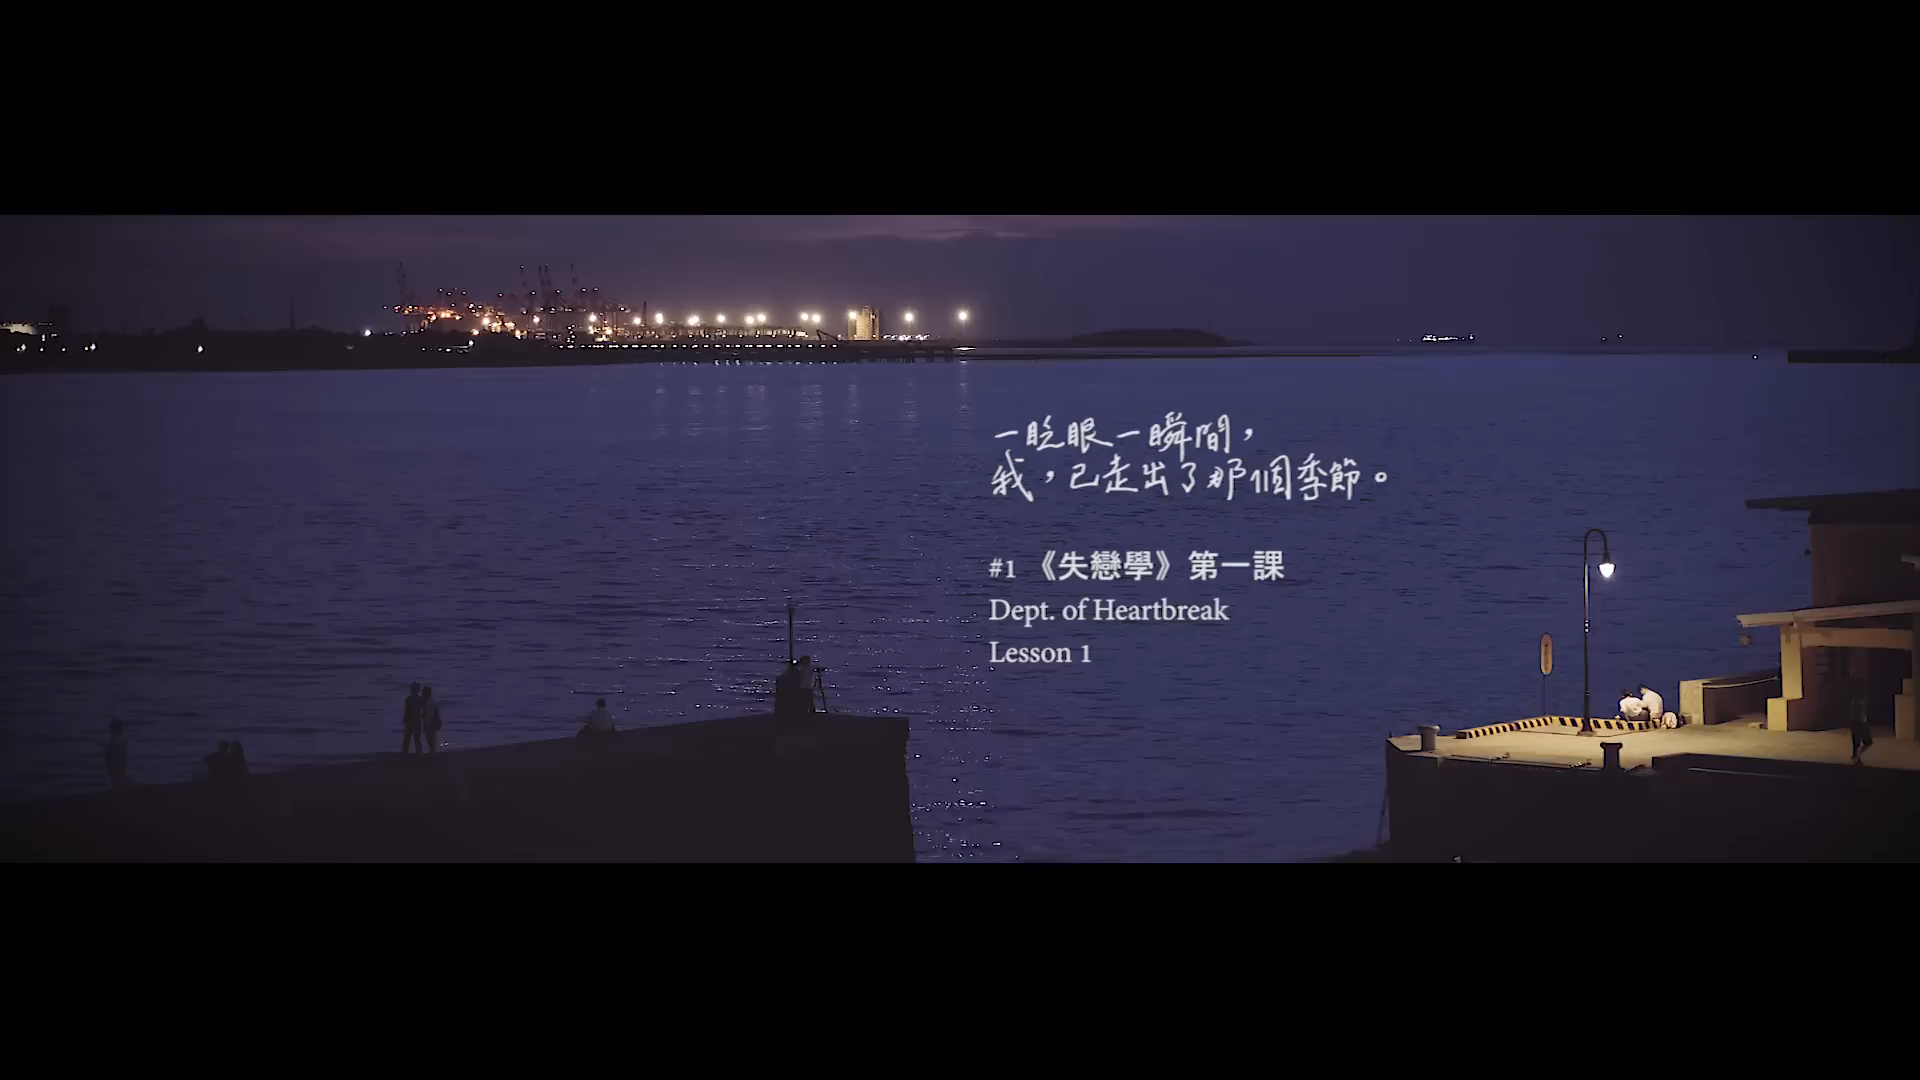 一眨眼一瞬間，
我，已走出了那個季節。
#1 《失戀學》第一課
Dept. of Heartbreak
Lesson 1